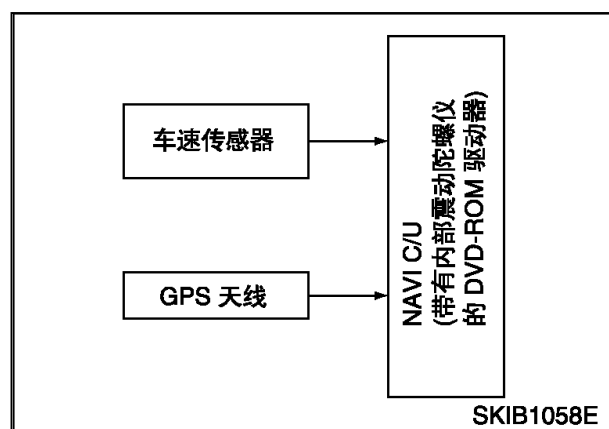 车速传感器
GPS 天线
NAVI C/U
(带有内部震动陀螺仪
的 DVD-ROM 驱动器)
SKIB1058E